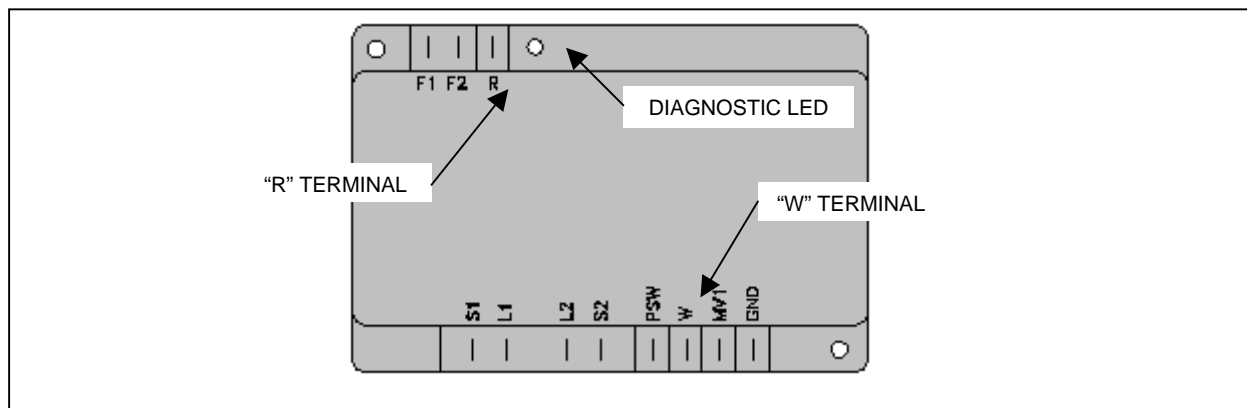 F1 F2 R
DIAGNOSTIC LED
“R” TERMINAL
“W” TERMINAL
S1 L1 L2 S2 PSW W MV1 GND